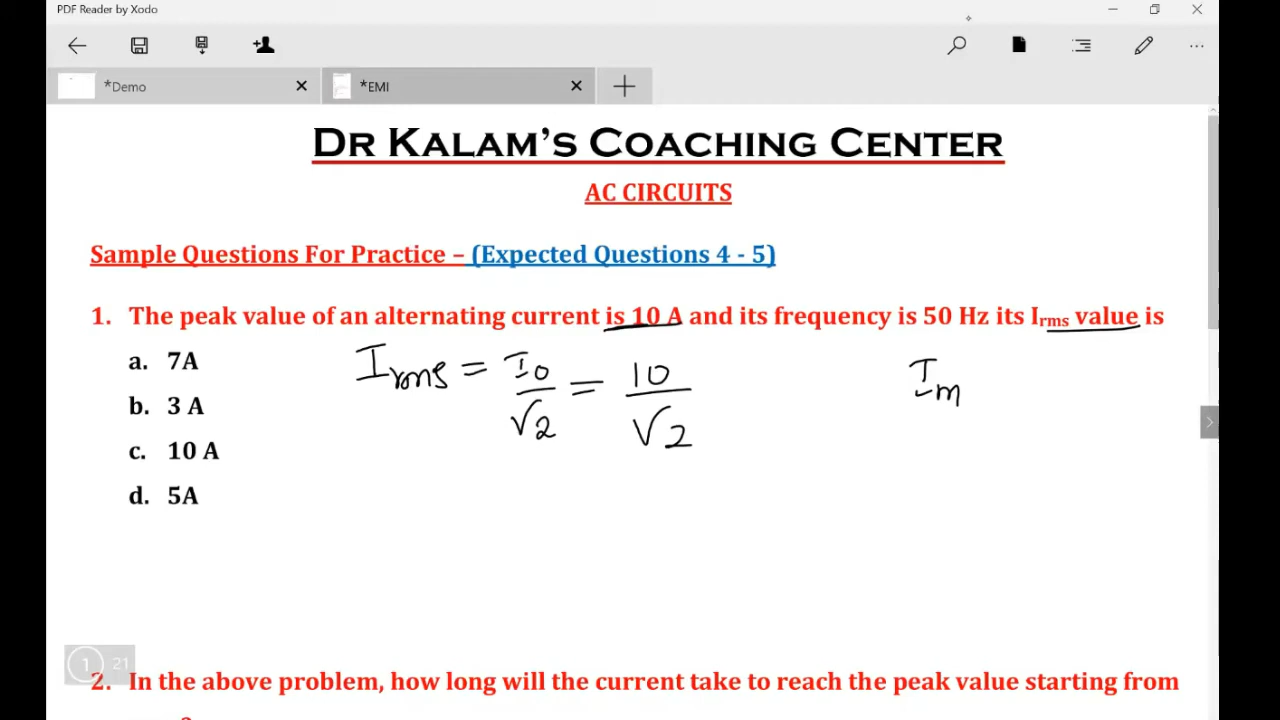 PDF Reader by Xodo
*Demo
*EMI
DR KALAM'S COACHING CENTER
AC CIRCUITS
Sample Questions For Practice – (Expected Questions 4 - 5)
1. The peak value of an alternating current is 10 A and its frequency is 50 Hz its Irms value is
a. 7A
b. 3 A
c. 10 A
d. 5A
Irms = I0/√2 = 10/√2
Im
1 21
2. In the above problem, how long will the current take to reach the peak value starting from